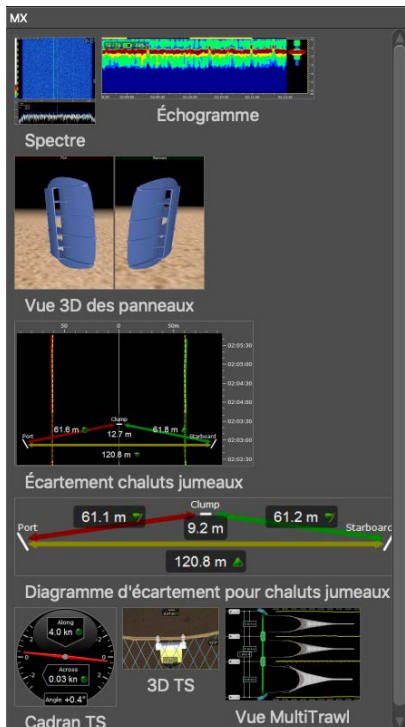 MX
Échogramme
Spectre
Vue 3D des panneaux
50 0 50m
02:05:30
02:05:00
02:04:30
02:04:00
02:03:30
02:03:00
02:02:30
Clump
61.6 m 61.8 m
Port 12.7 m Starboard
120.8 m
Écartement chaluts jumeaux
Clump
61.1 m 61.2 m
Port 9.2 m Starboard
120.8 m
Diagramme d'écartement pour chaluts jumeaux
Along
4.0 kn
Across
0.03 kn
Angle +0.4°
3D TS
Cadran TS Vue MultiTrawl